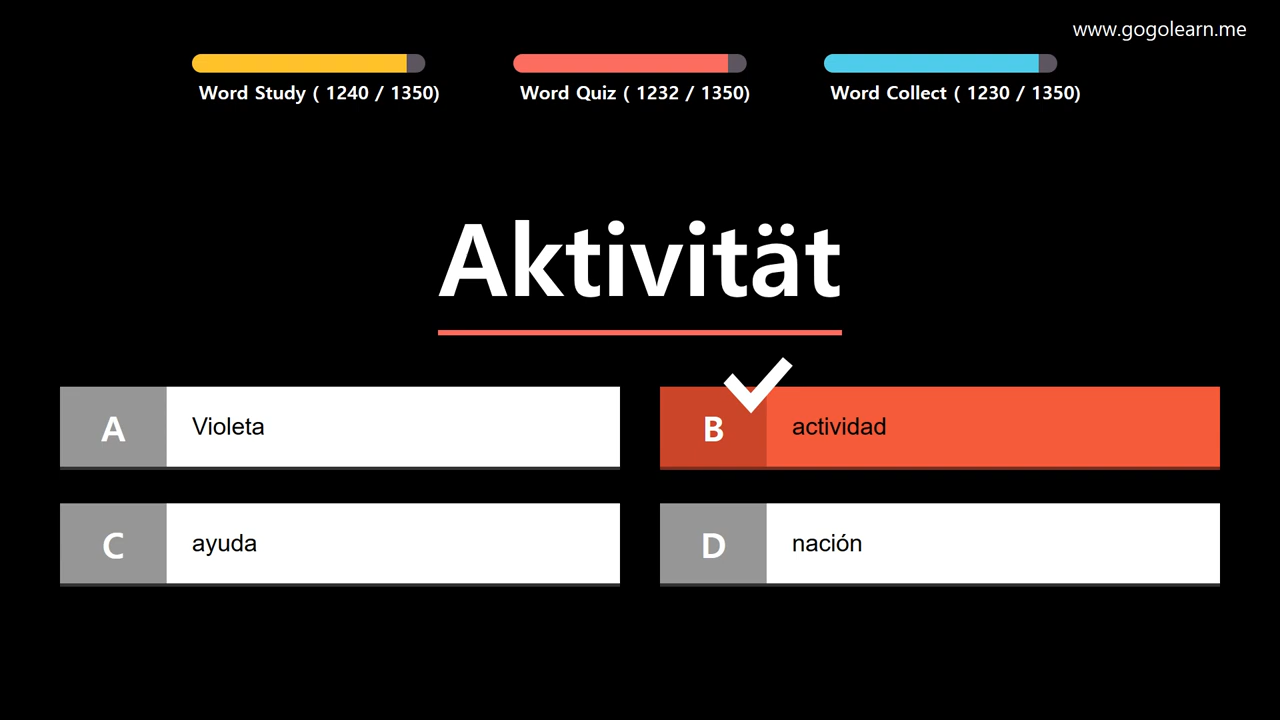 www.gogolearn.me
Word Study ( 1240 / 1350)
Word Quiz ( 1232 / 1350)
Word Collect ( 1230 / 1350)
Aktivität
A Violeta
B actividad
C ayuda
D nación